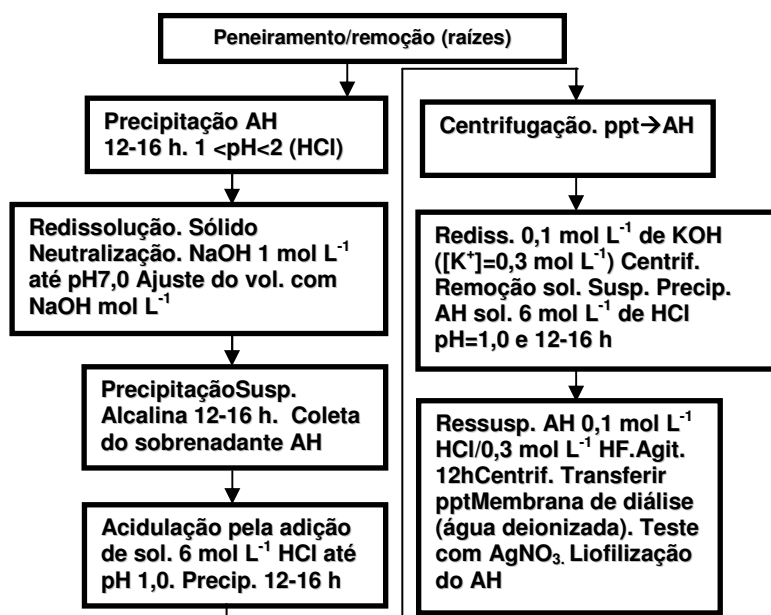 Peneiramento/remoção (raízes)
Precipitação AH
12-16 h. 1 <pH<2 (HCl)
Redissolução. Sólido
Neutralização. NaOH 1 mol L⁻¹
até pH7,0 Ajuste do vol. com
NaOH mol L⁻¹
PrecipitaçãoSusp.
Alcalina 12-16 h. Coleta
do sobrenadante AH
Acidulação pela adição
de sol. 6 mol L⁻¹ HCl até
pH 1,0. Precip. 12-16 h
Centrifugação. ppt→AH
Rediss. 0,1 mol L⁻¹ de KOH
([K⁺]=0,3 mol L⁻¹) Centrif.
Remoção sol. Susp. Precip.
AH sol. 6 mol L⁻¹ de HCl
pH=1,0 e 12-16 h
Ressusp. AH 0,1 mol L⁻¹
HCl/0,3 mol L⁻¹ HF.Agit.
12hCentrif. Transferir
pptMembrana de diálise
(água deionizada). Teste
com AgNO₃. Liofilização
do AH